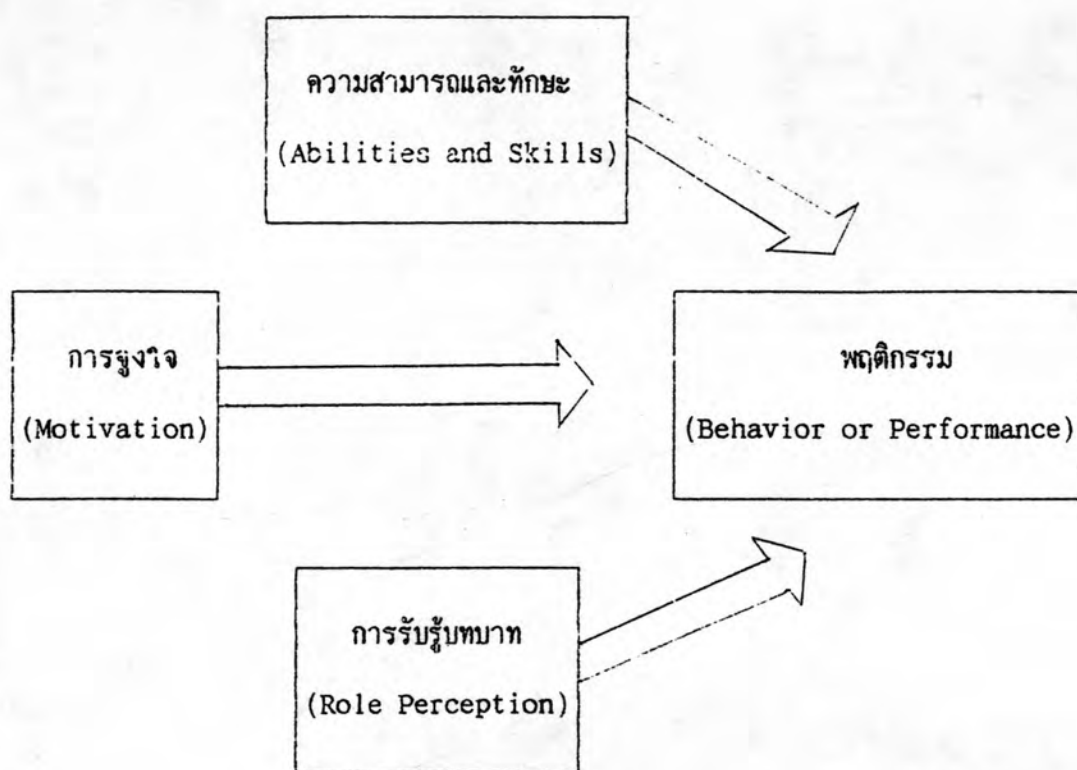 ความสามารถและทักษะ
(Abilities and Skills)
การจูงใจ
(Motivation)
พฤติกรรม
(Behavior or Performance)
การรับรู้บทบาท
(Role Perception)